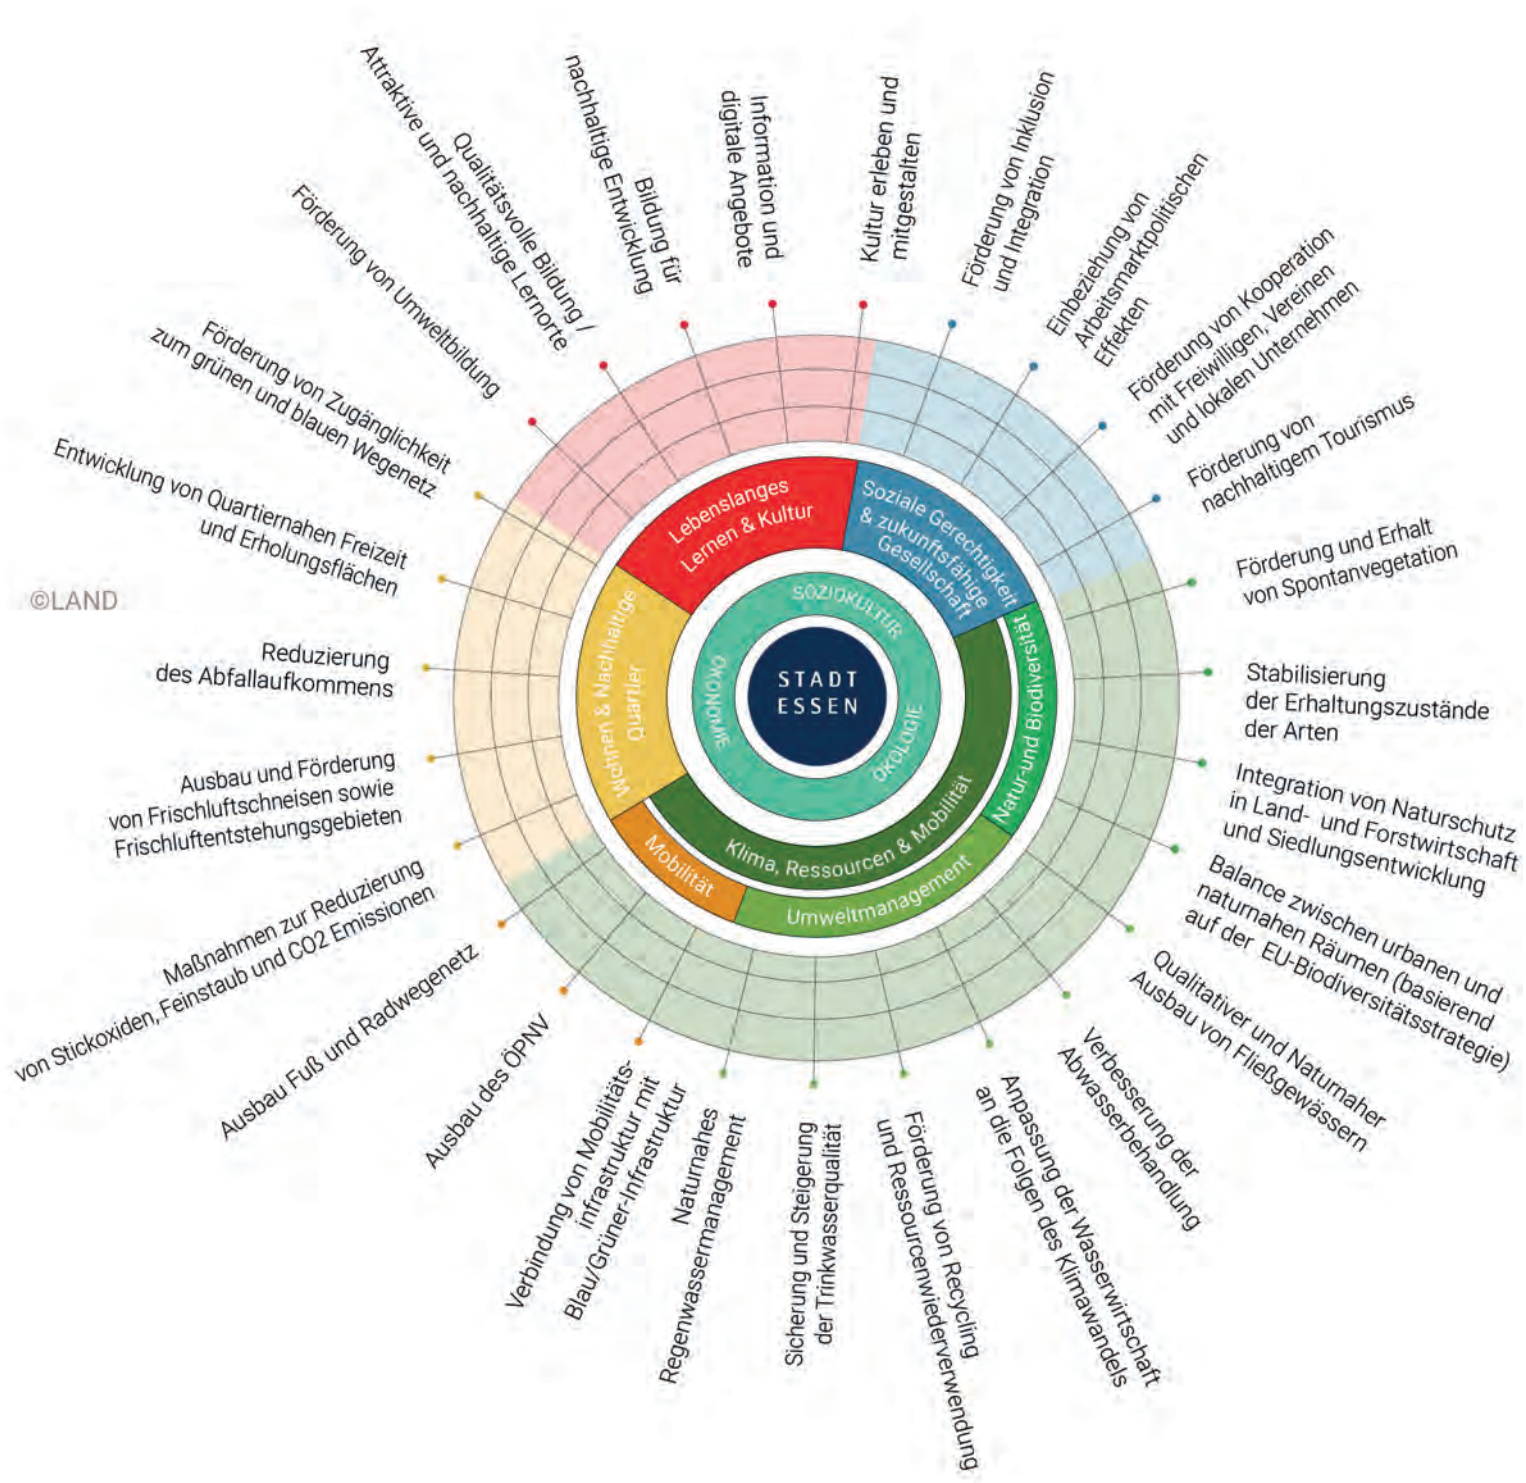 Attraktive und nachhaltige Lernorte
Qualitätsvolle Bildung /
nachhaltige Entwicklung
Bildung für
Information und
digitale Angebote
Kultur erleben und
mitgestalten
Förderung von Inklusion
und Integration
Einbeziehung von
Arbeitsmarktpolitischen
Effekten
Förderung von Kooperation
mit Freiwilligen, Vereinen
und lokalen Unternehmen
Förderung von
nachhaltigem Tourismus
Förderung und Erhalt
von Spontanvegetation
Stabilisierung
der Erhaltungszustände
der Arten
Integration von Naturschutz
in Land- und Forstwirtschaft
und Siedlungsentwicklung
Balance zwischen urbanen und
naturnahen Räumen (basierend
auf der EU-Biodiversitätsstrategie)
Qualitativer und Naturnaher
Ausbau von Fließgewässern
Verbesserung der
Abwasserbehandlung
Anpassung der Wasserwirtschaft
an die Folgen des Klimawandels
Förderung von Recycling
und Ressourcenwiederverwendung
Sicherung und Steigerung
der Trinkwasserqualität
Naturnahes
Regenwassermanagement
Verbindung von Mobilitäts-
infrastruktur mit
Blau/Grüner-Infrastruktur
Ausbau des ÖPNV
Ausbau Fuß und Radwegenetz
Maßnahmen zur Reduzierung
von Stickoxiden, Feinstaub und CO2 Emissionen
Ausbau und Förderung
von Frischluftschneisen sowie
Frischluftentstehungsgebieten
Reduzierung
des Abfallaufkommens
Entwicklung von Quartiernahen Freizeit
und Erholungsflächen
Förderung von Zugänglichkeit
zum grünen und blauen Wegenetz
Förderung von Umweltbildung
©LAND
Lebenslanges
Lernen & Kultur
Soziale Gerechtigkeit
& zukunftsfähige
Gesellschaft
Natur-und Biodiversität
Klima, Ressourcen & Mobilität
Umweltmanagement
Mobilität
Wohnen & Nachhaltige
Quartier
SOZIOKULTUR
ÖKOLOGIE
ÖKONOMIE
STADT
ESSEN